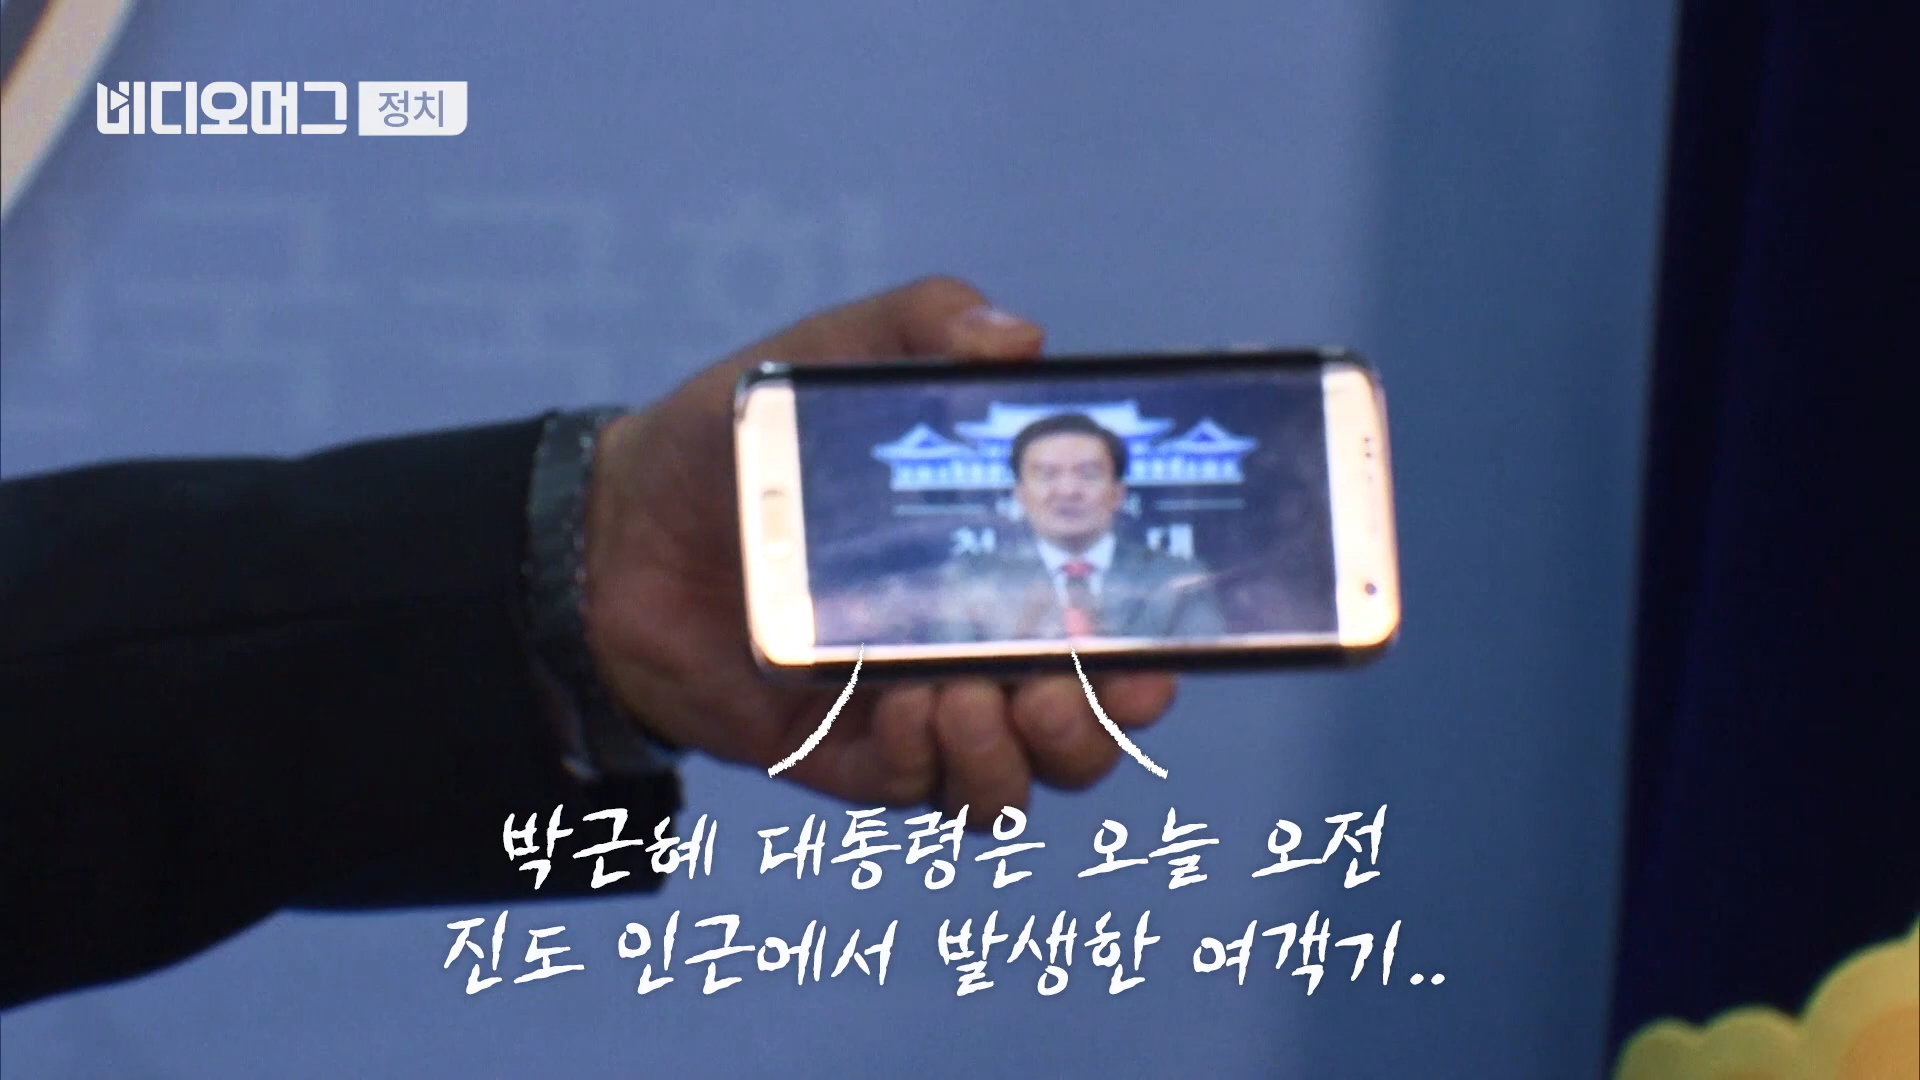 비디오머그 정치
박근혜 대통령은 오늘 오전
진도 인근에서 발생한 여객기..